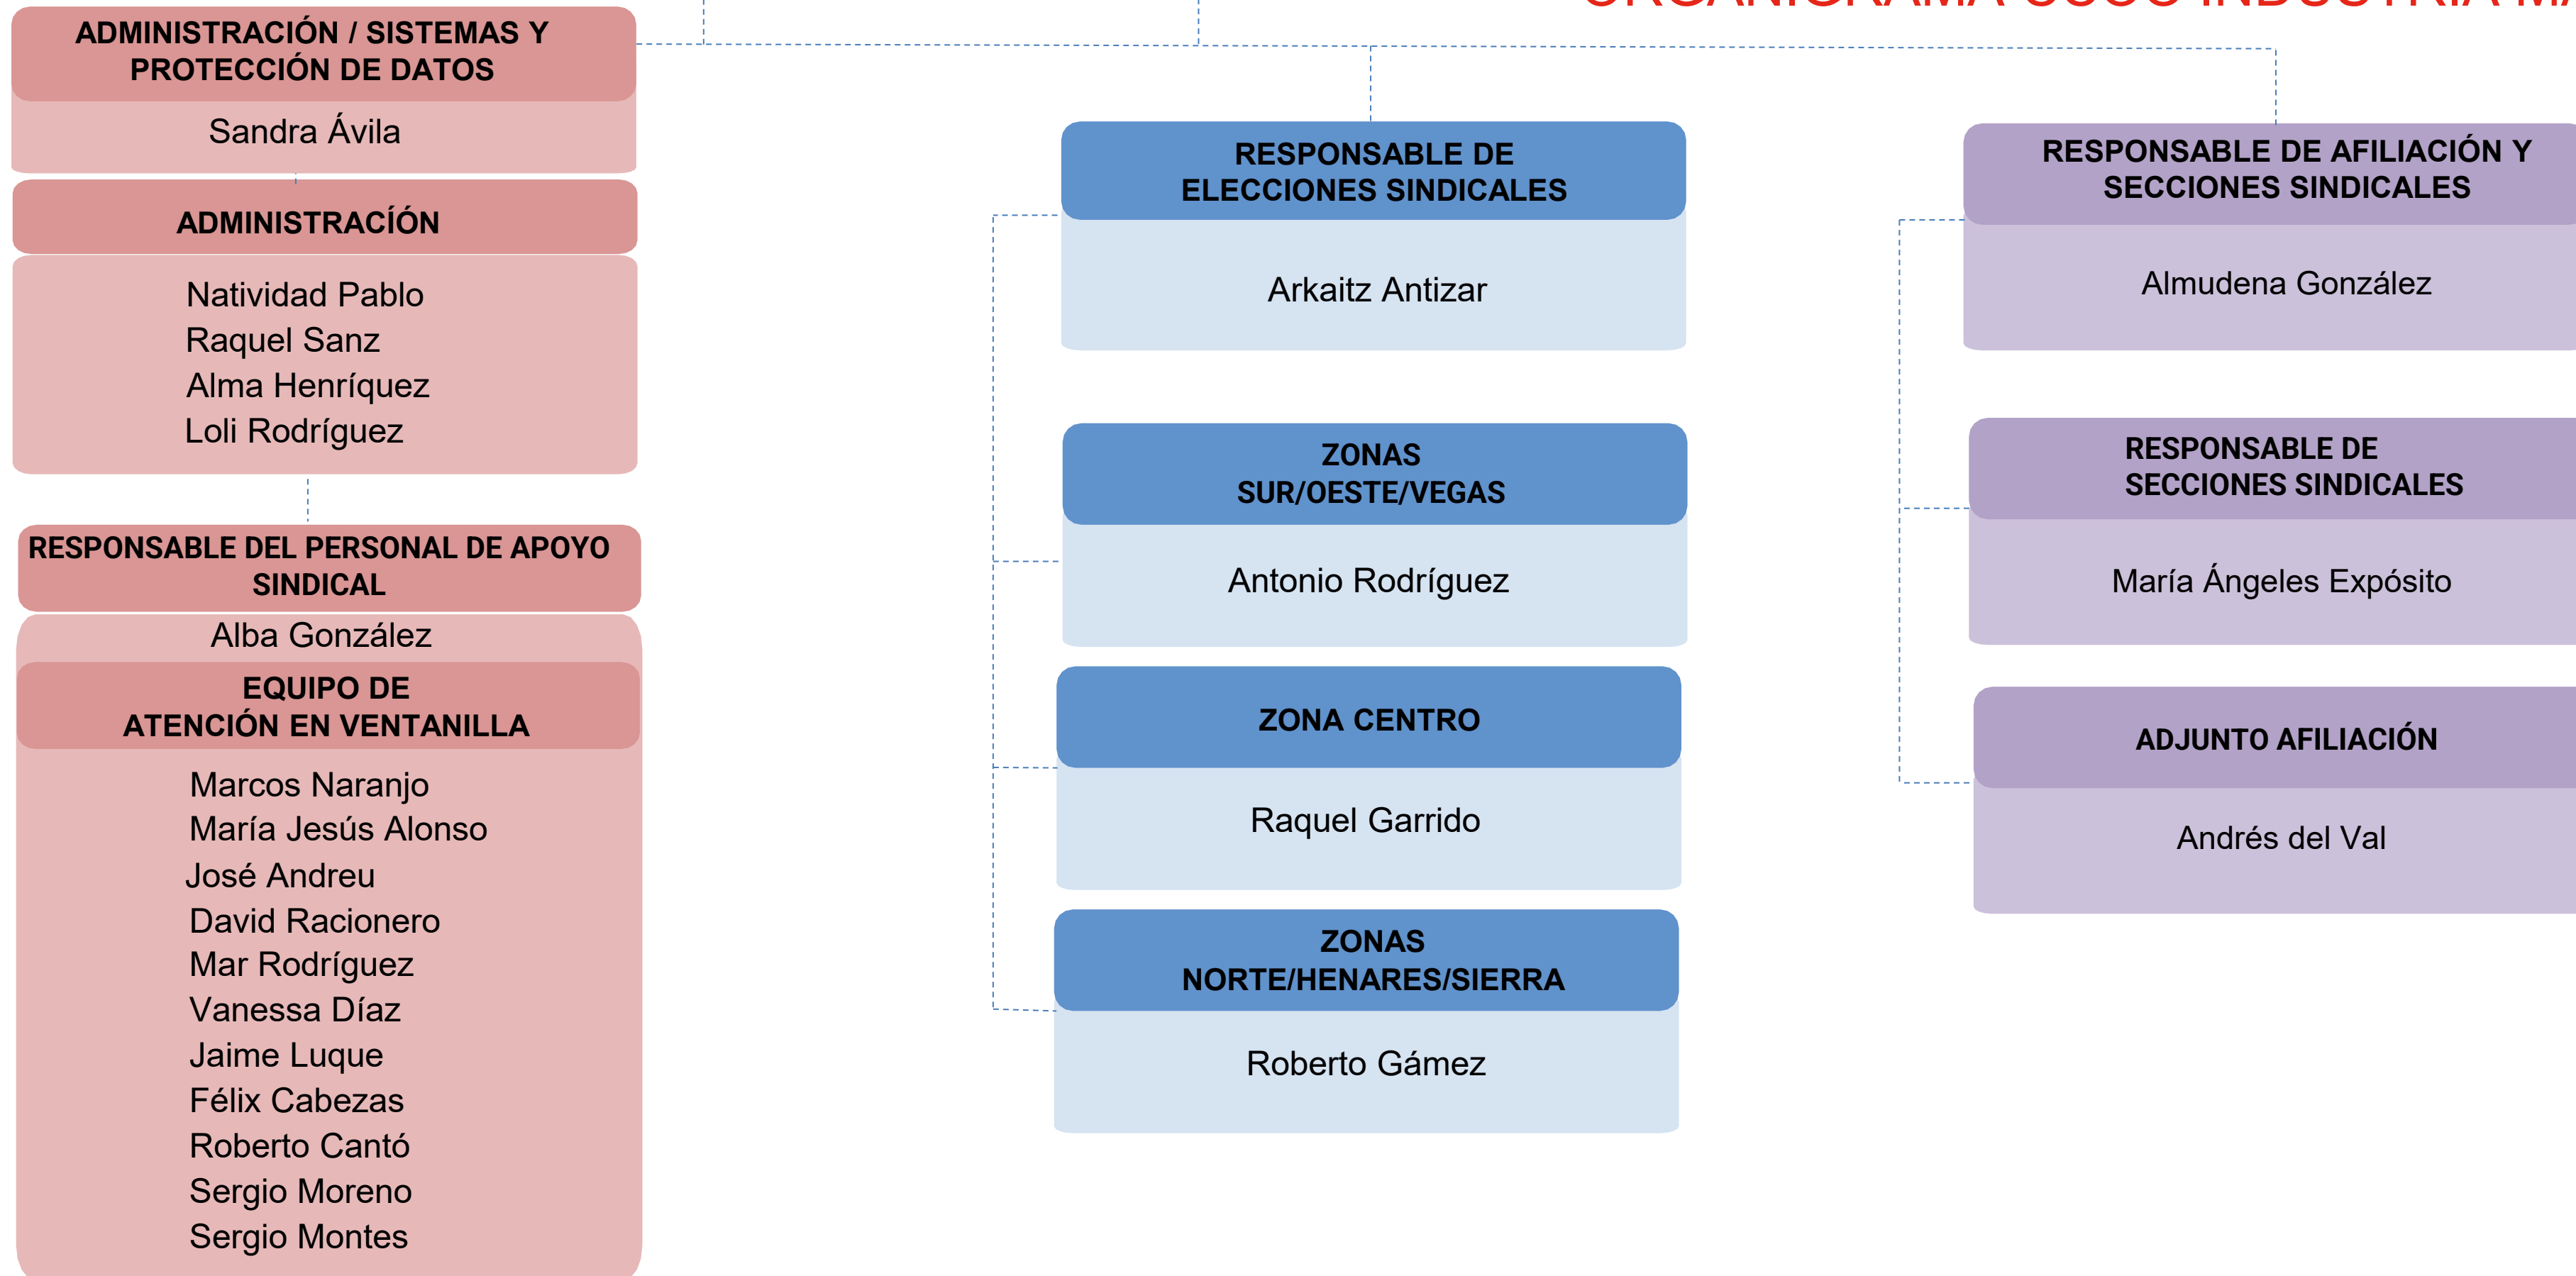 ORGANIGRAMA CCOO INDUSTRIA
ADMINISTRACIÓN / SISTEMAS Y
PROTECCIÓN DE DATOS
Sandra Ávila
ADMINISTRACÍÓN
Natividad Pablo
Raquel Sanz
Alma Henríquez
Loli Rodríguez
RESPONSABLE DEL PERSONAL DE APOYO
SINDICAL
Alba González
EQUIPO DE
ATENCIÓN EN VENTANILLA
Marcos Naranjo
María Jesús Alonso
José Andreu
David Racionero
Mar Rodríguez
Vanessa Díaz
Jaime Luque
Félix Cabezas
Roberto Cantó
Sergio Moreno
Sergio Montes
RESPONSABLE DE
ELECCIONES SINDICALES
Arkaitz Antizar
ZONAS
SUR/OESTE/VEGAS
Antonio Rodríguez
ZONA CENTRO
Raquel Garrido
ZONAS
NORTE/HENARES/SIERRA
Roberto Gámez
RESPONSABLE DE AFILIACIÓN Y
SECCIONES SINDICALES
Almudena González
RESPONSABLE DE
SECCIONES SINDICALES
María Ángeles Expósito
ADJUNTO AFILIACIÓN
Andrés del Val